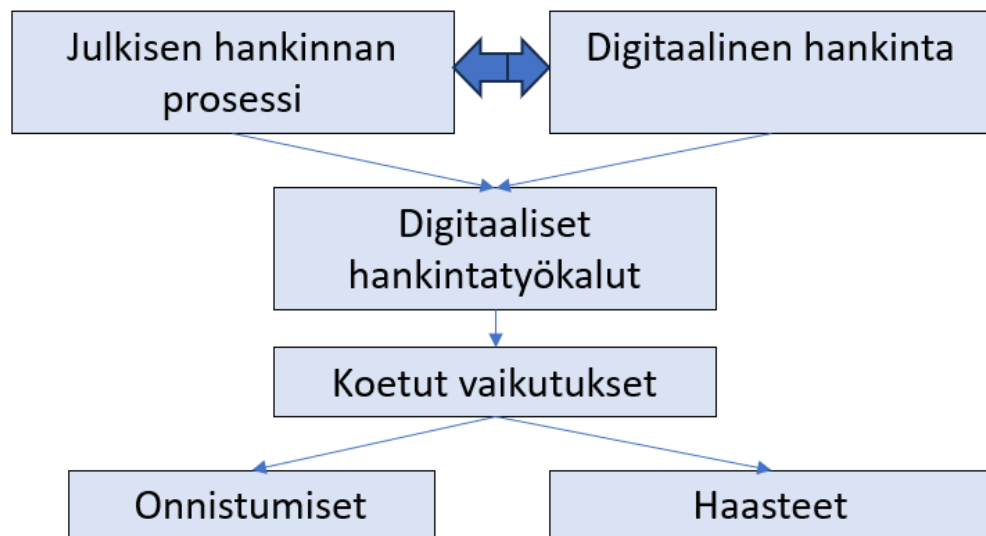 Julkisen hankinnan
prosessi
Digitaalinen hankinta
Digitaaliset
hankintatyökalut
Koetut vaikutukset
Onnistumiset
Haasteet